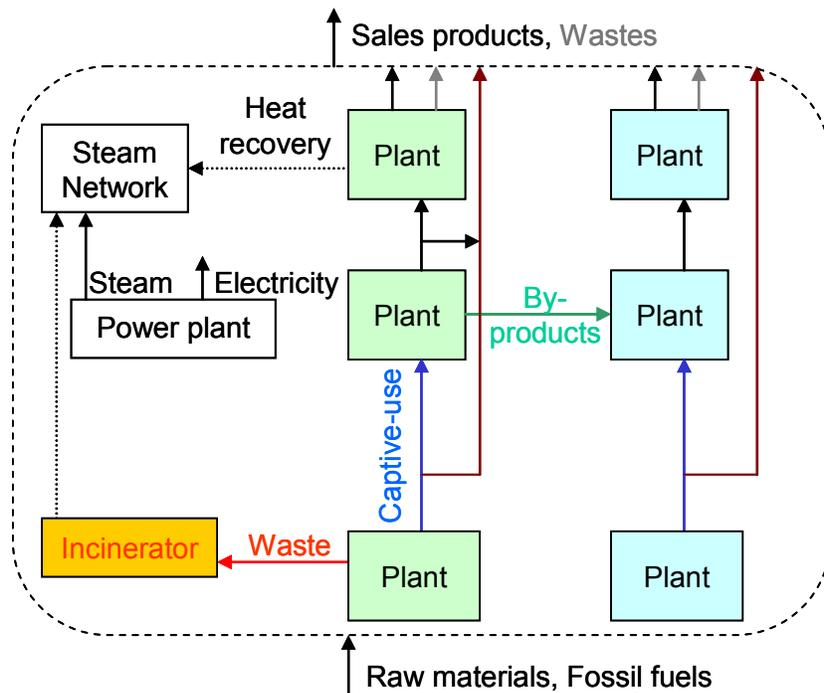 Sales products, Wastes
Heat
recovery
Steam
Network
Plant
Plant
Steam
Electricity
Power plant
Plant
By-
products
Plant
Captive-use
Incinerator
Waste
Plant
Plant
Raw materials, Fossil fuels